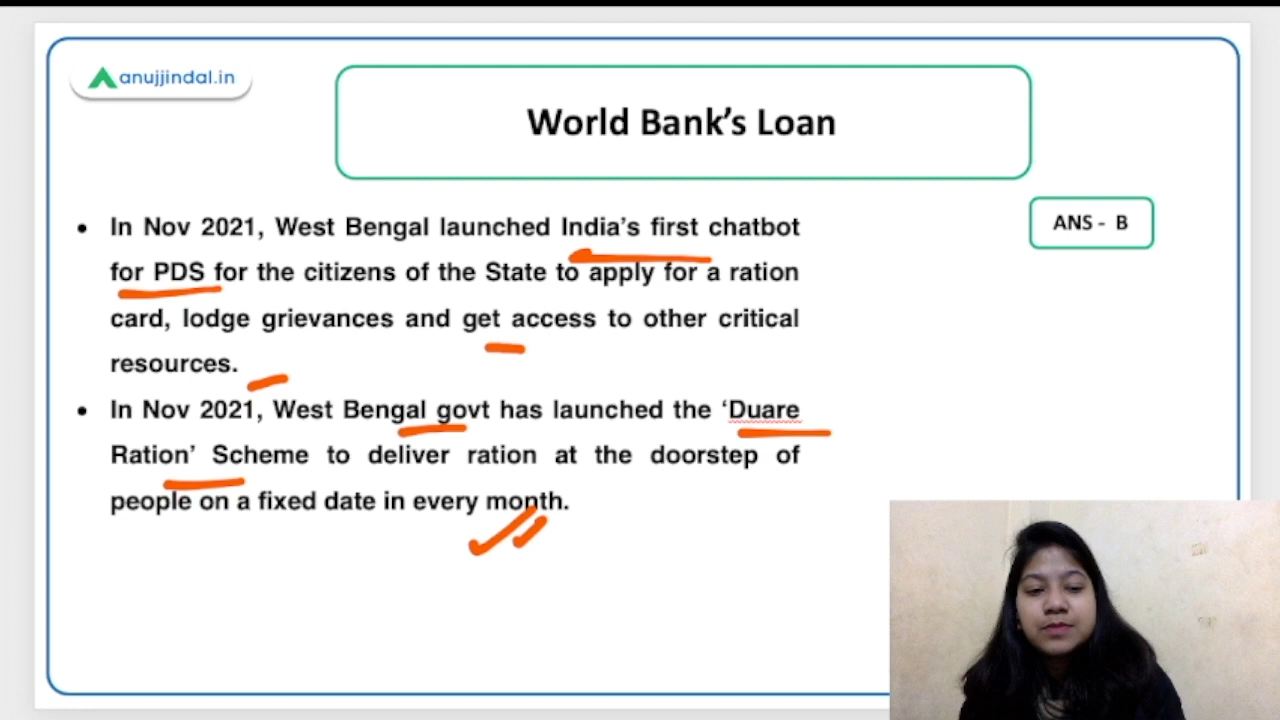 anujjindal.in
World Bank’s Loan
• In Nov 2021, West Bengal launched India’s first chatbot
for PDS for the citizens of the State to apply for a ration
card, lodge grievances and get access to other critical
resources.
• In Nov 2021, West Bengal govt has launched the ‘Duare
Ration’ Scheme to deliver ration at the doorstep of
people on a fixed date in every month.
ANS - B